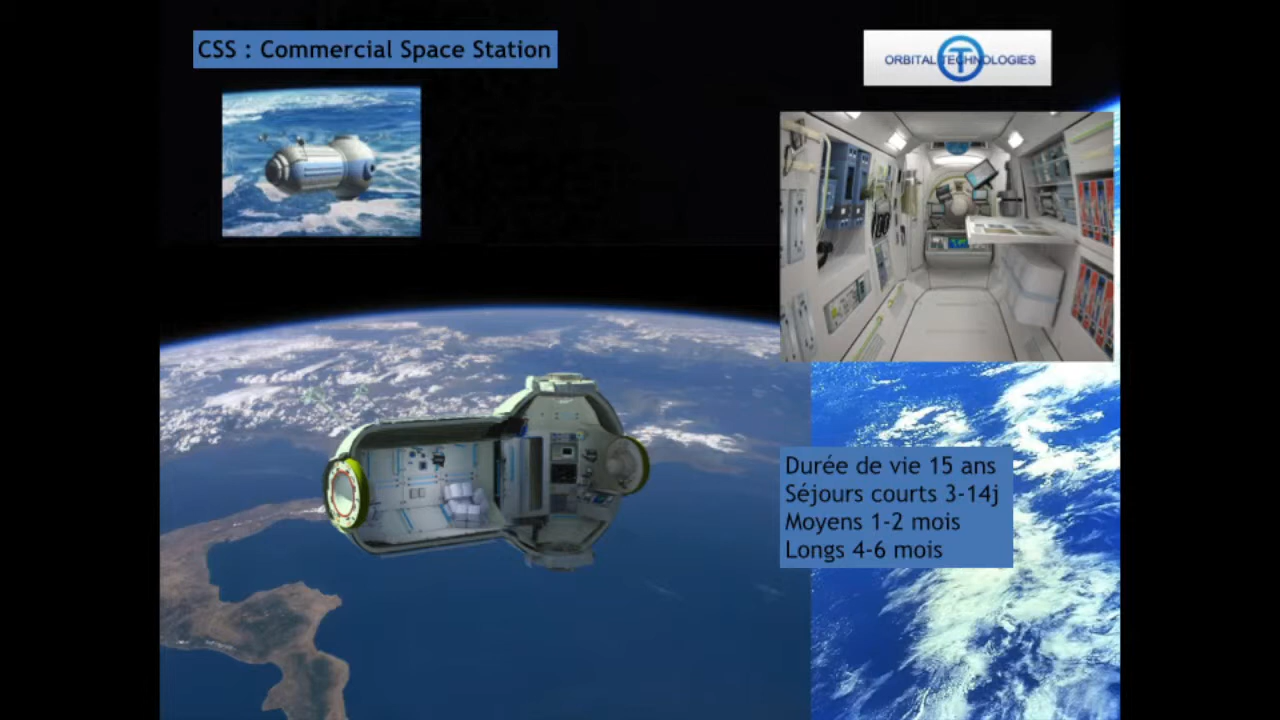 CSS : Commercial Space Station
ORBITAL TECHNOLOGIES
Durée de vie 15 ans
Séjours courts 3-14j
Moyens 1-2 mois
Longs 4-6 mois